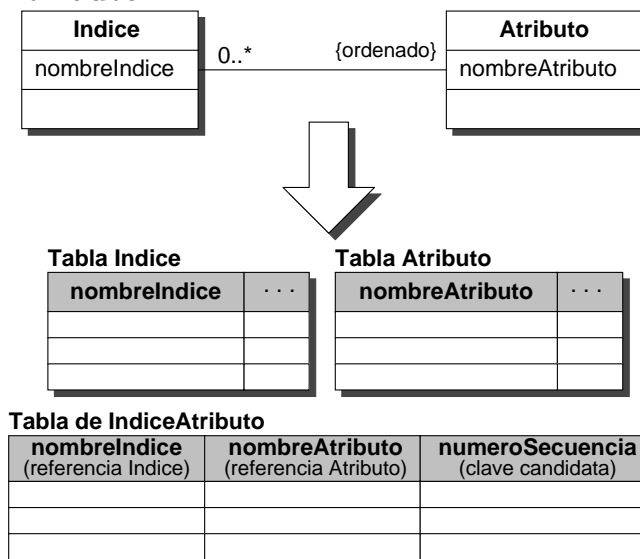 Indice
Atributo
nombreIndice
0..*
{ordenado}
nombreAtributo
Tabla Indice
Tabla Atributo
nombreIndice . . .
nombreAtributo . . .
Tabla de IndiceAtributo
nombreIndice nombreAtributo numeroSecuencia
(referencia Indice) (referencia Atributo) (clave candidata)